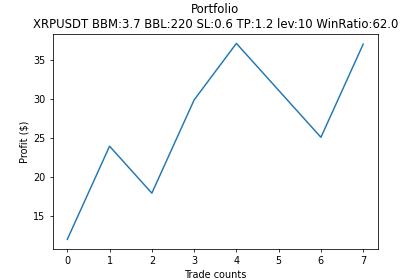 Portfolio
XRPUSDT BBM:3.7 BBL:220 SL:0.6 TP:1.2 lev:10 WinRatio:62.0
Profit ($)
35
30
25
20
15
0 1 2 3 4 5 6 7
Trade counts